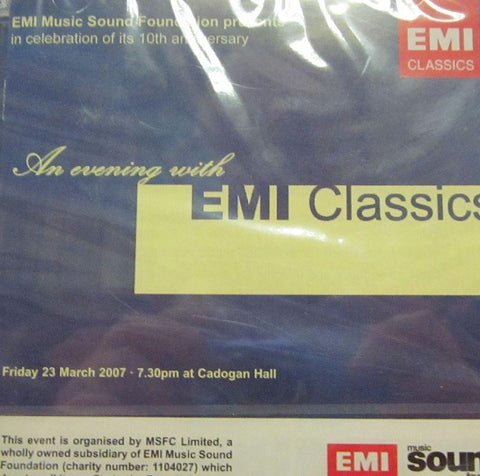 EMI Music Sound Foundation presents
in celebration of its 10th anniversary
EMI
CLASSICS
An evening with
EMI Classics
Friday 23 March 2007 · 7.30pm at Cadogan Hall
This event is organised by MSFC Limited, a
wholly owned subsidiary of EMI Music Sound
Foundation (charity number: 1104027) which
EMI
music
sound